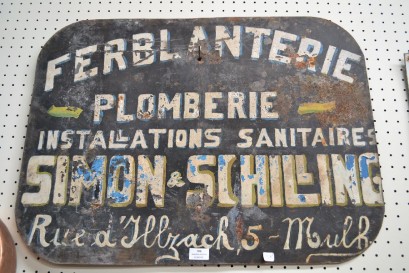 FERBLANTERIE
PLOMBERIE
INSTALLATIONS SANITAIRES
SIMON & SCHILLING
Rue d'Illzach, 5 - Mulh.